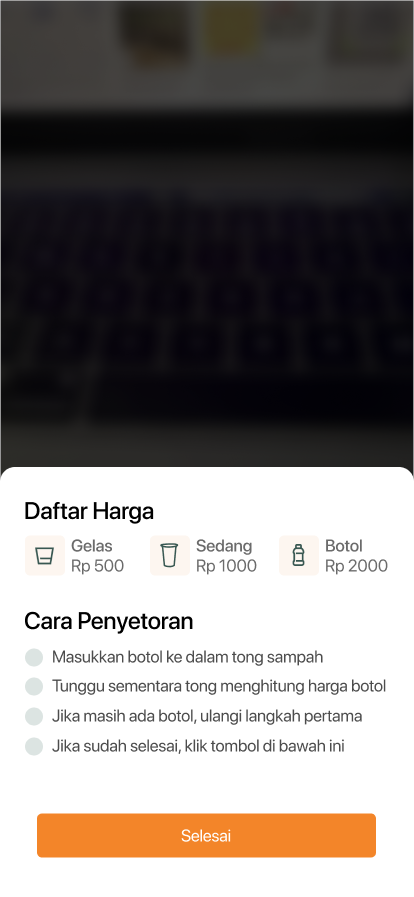 Daftar Harga
Gelas
Rp 500
Sedang
Rp 1000
Botol
Rp 2000
Cara Penyetoran
Masukkan botol ke dalam tong sampah
Tunggu sementara tong menghitung harga botol
Jika masih ada botol, ulangi langkah pertama
Jika sudah selesai, klik tombol di bawah ini
Selesai